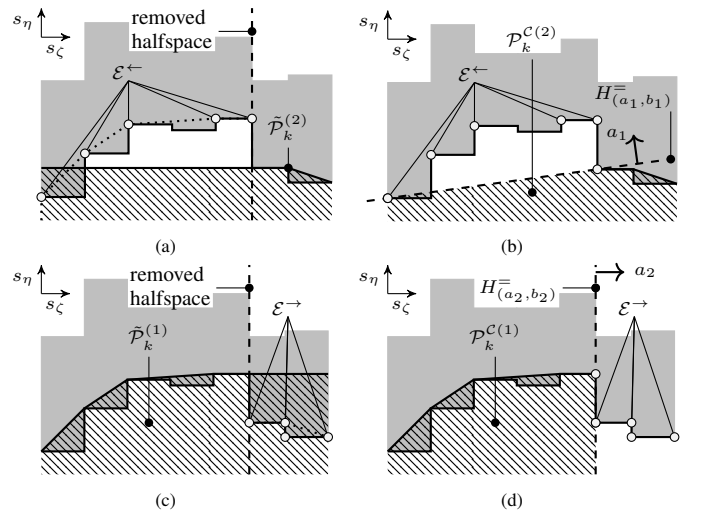 s_η
s_ζ
removed
halfspace
ℰ^←
𝒫̃_k^(2)
(a)
s_η
s_ζ
𝒫_k^𝒞(2)
ℰ^←
H^=_(a_1,b_1)
a_1
(b)
s_η
s_ζ
removed
halfspace
ℰ^→
𝒫̃_k^(1)
(c)
s_η
s_ζ
H^=_(a_2,b_2)
a_2
ℰ^→
𝒫_k^𝒞(1)
(d)